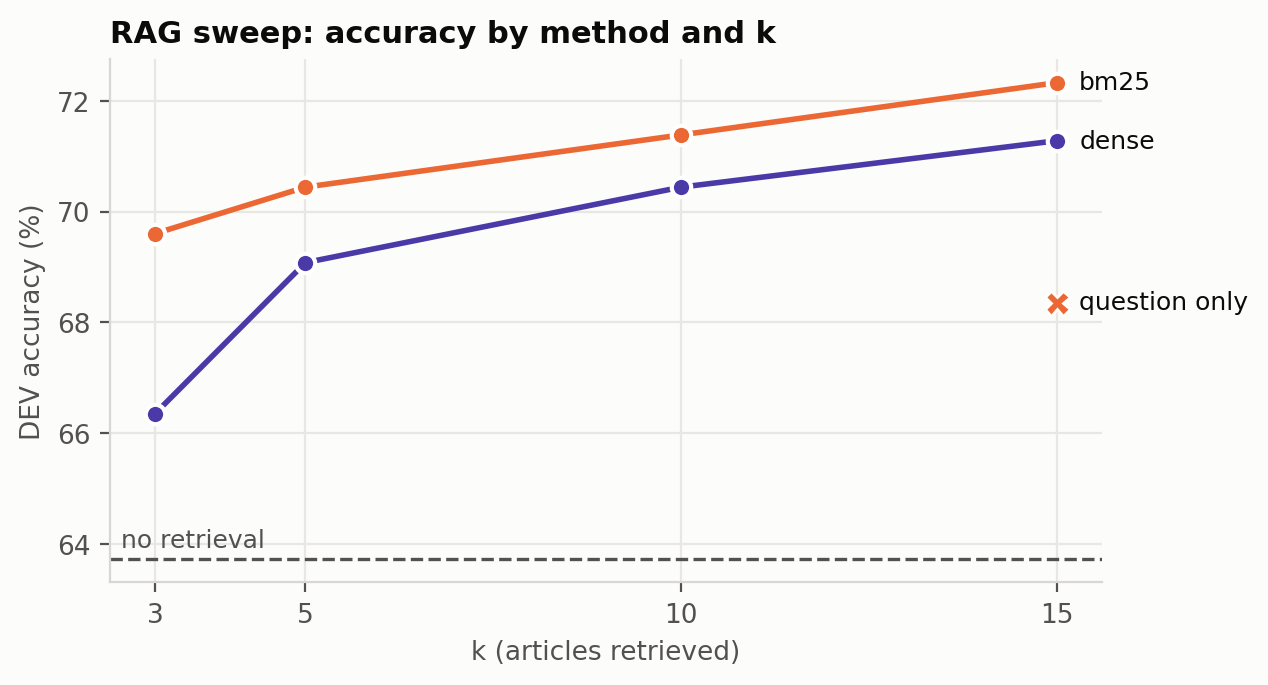 RAG sweep: accuracy by method and k
DEV accuracy (%)
72
70
68
66
64
bm25
dense
question only
no retrieval
3
5
10
15
k (articles retrieved)